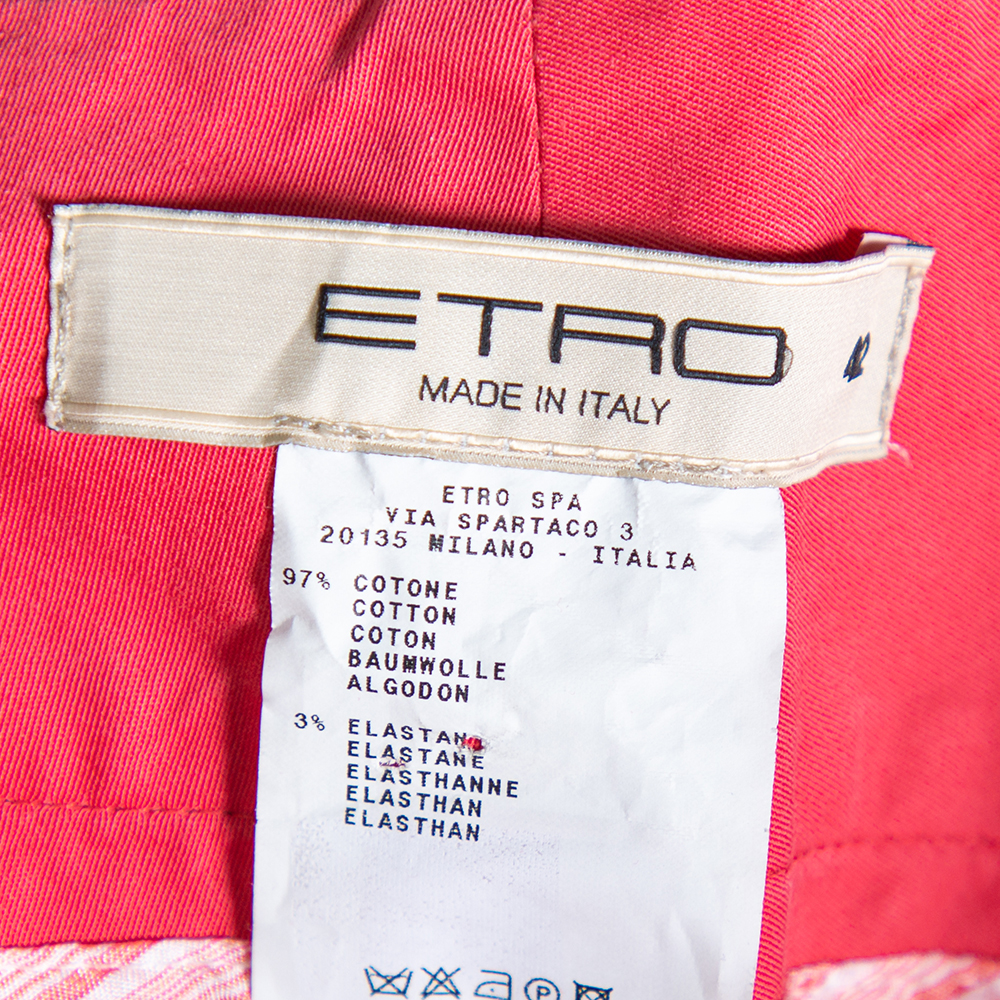 ETRO
42
MADE IN ITALY
ETRO SPA
VIA SPARTACO 3
20135 MILANO - ITALIA
97% COTONE
COTTON
COTON
BAUMWOLLE
ALGODON
3% ELASTANO
ELASTANE
ELASTHANNE
ELASTHAN
ELASTHAN
P